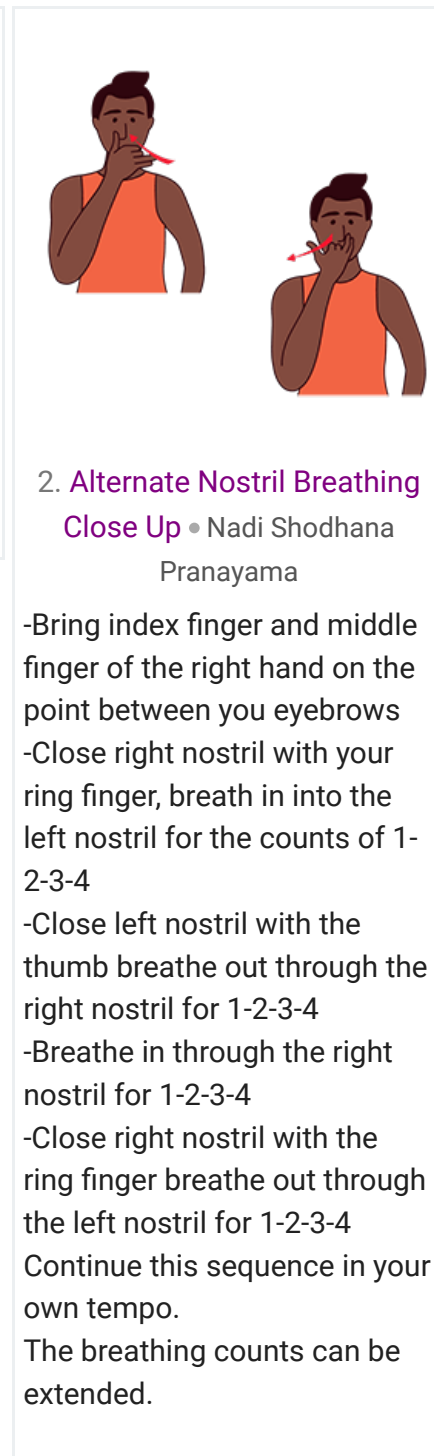 2. Alternate Nostril Breathing
Close Up • Nadi Shodhana
Pranayama
-Bring index finger and middle
finger of the right hand on the
point between you eyebrows
-Close right nostril with your
ring finger, breath in into the
left nostril for the counts of 1-
2-3-4
-Close left nostril with the
thumb breathe out through the
right nostril for 1-2-3-4
-Breathe in through the right
nostril for 1-2-3-4
-Close right nostril with the
ring finger breathe out through
the left nostril for 1-2-3-4
Continue this sequence in your
own tempo.
The breathing counts can be
extended.